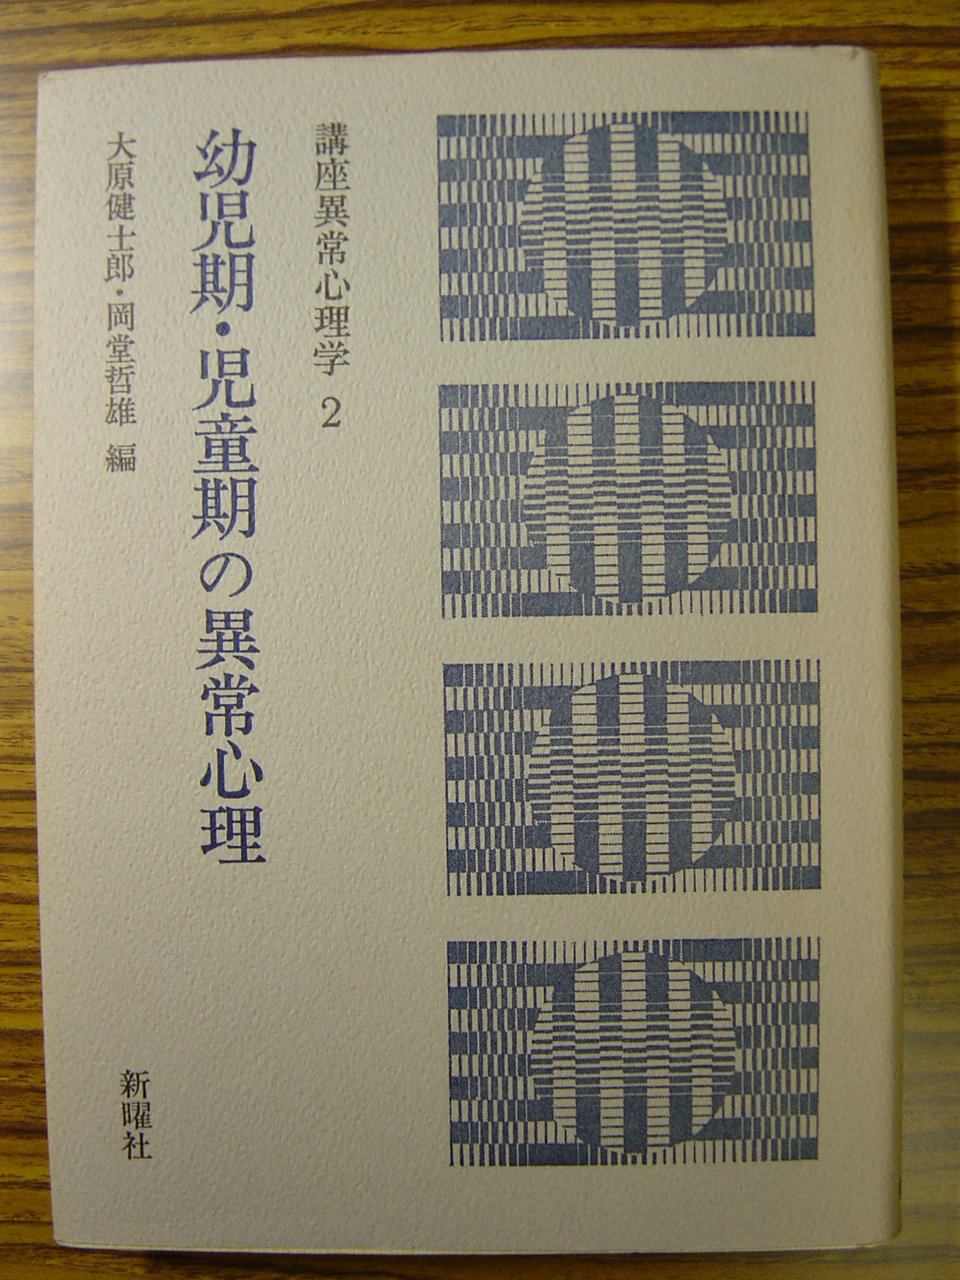 講座異常心理学 2
幼児期・児童期の異常心理
大原健士郎・岡堂哲雄 編
新曜社